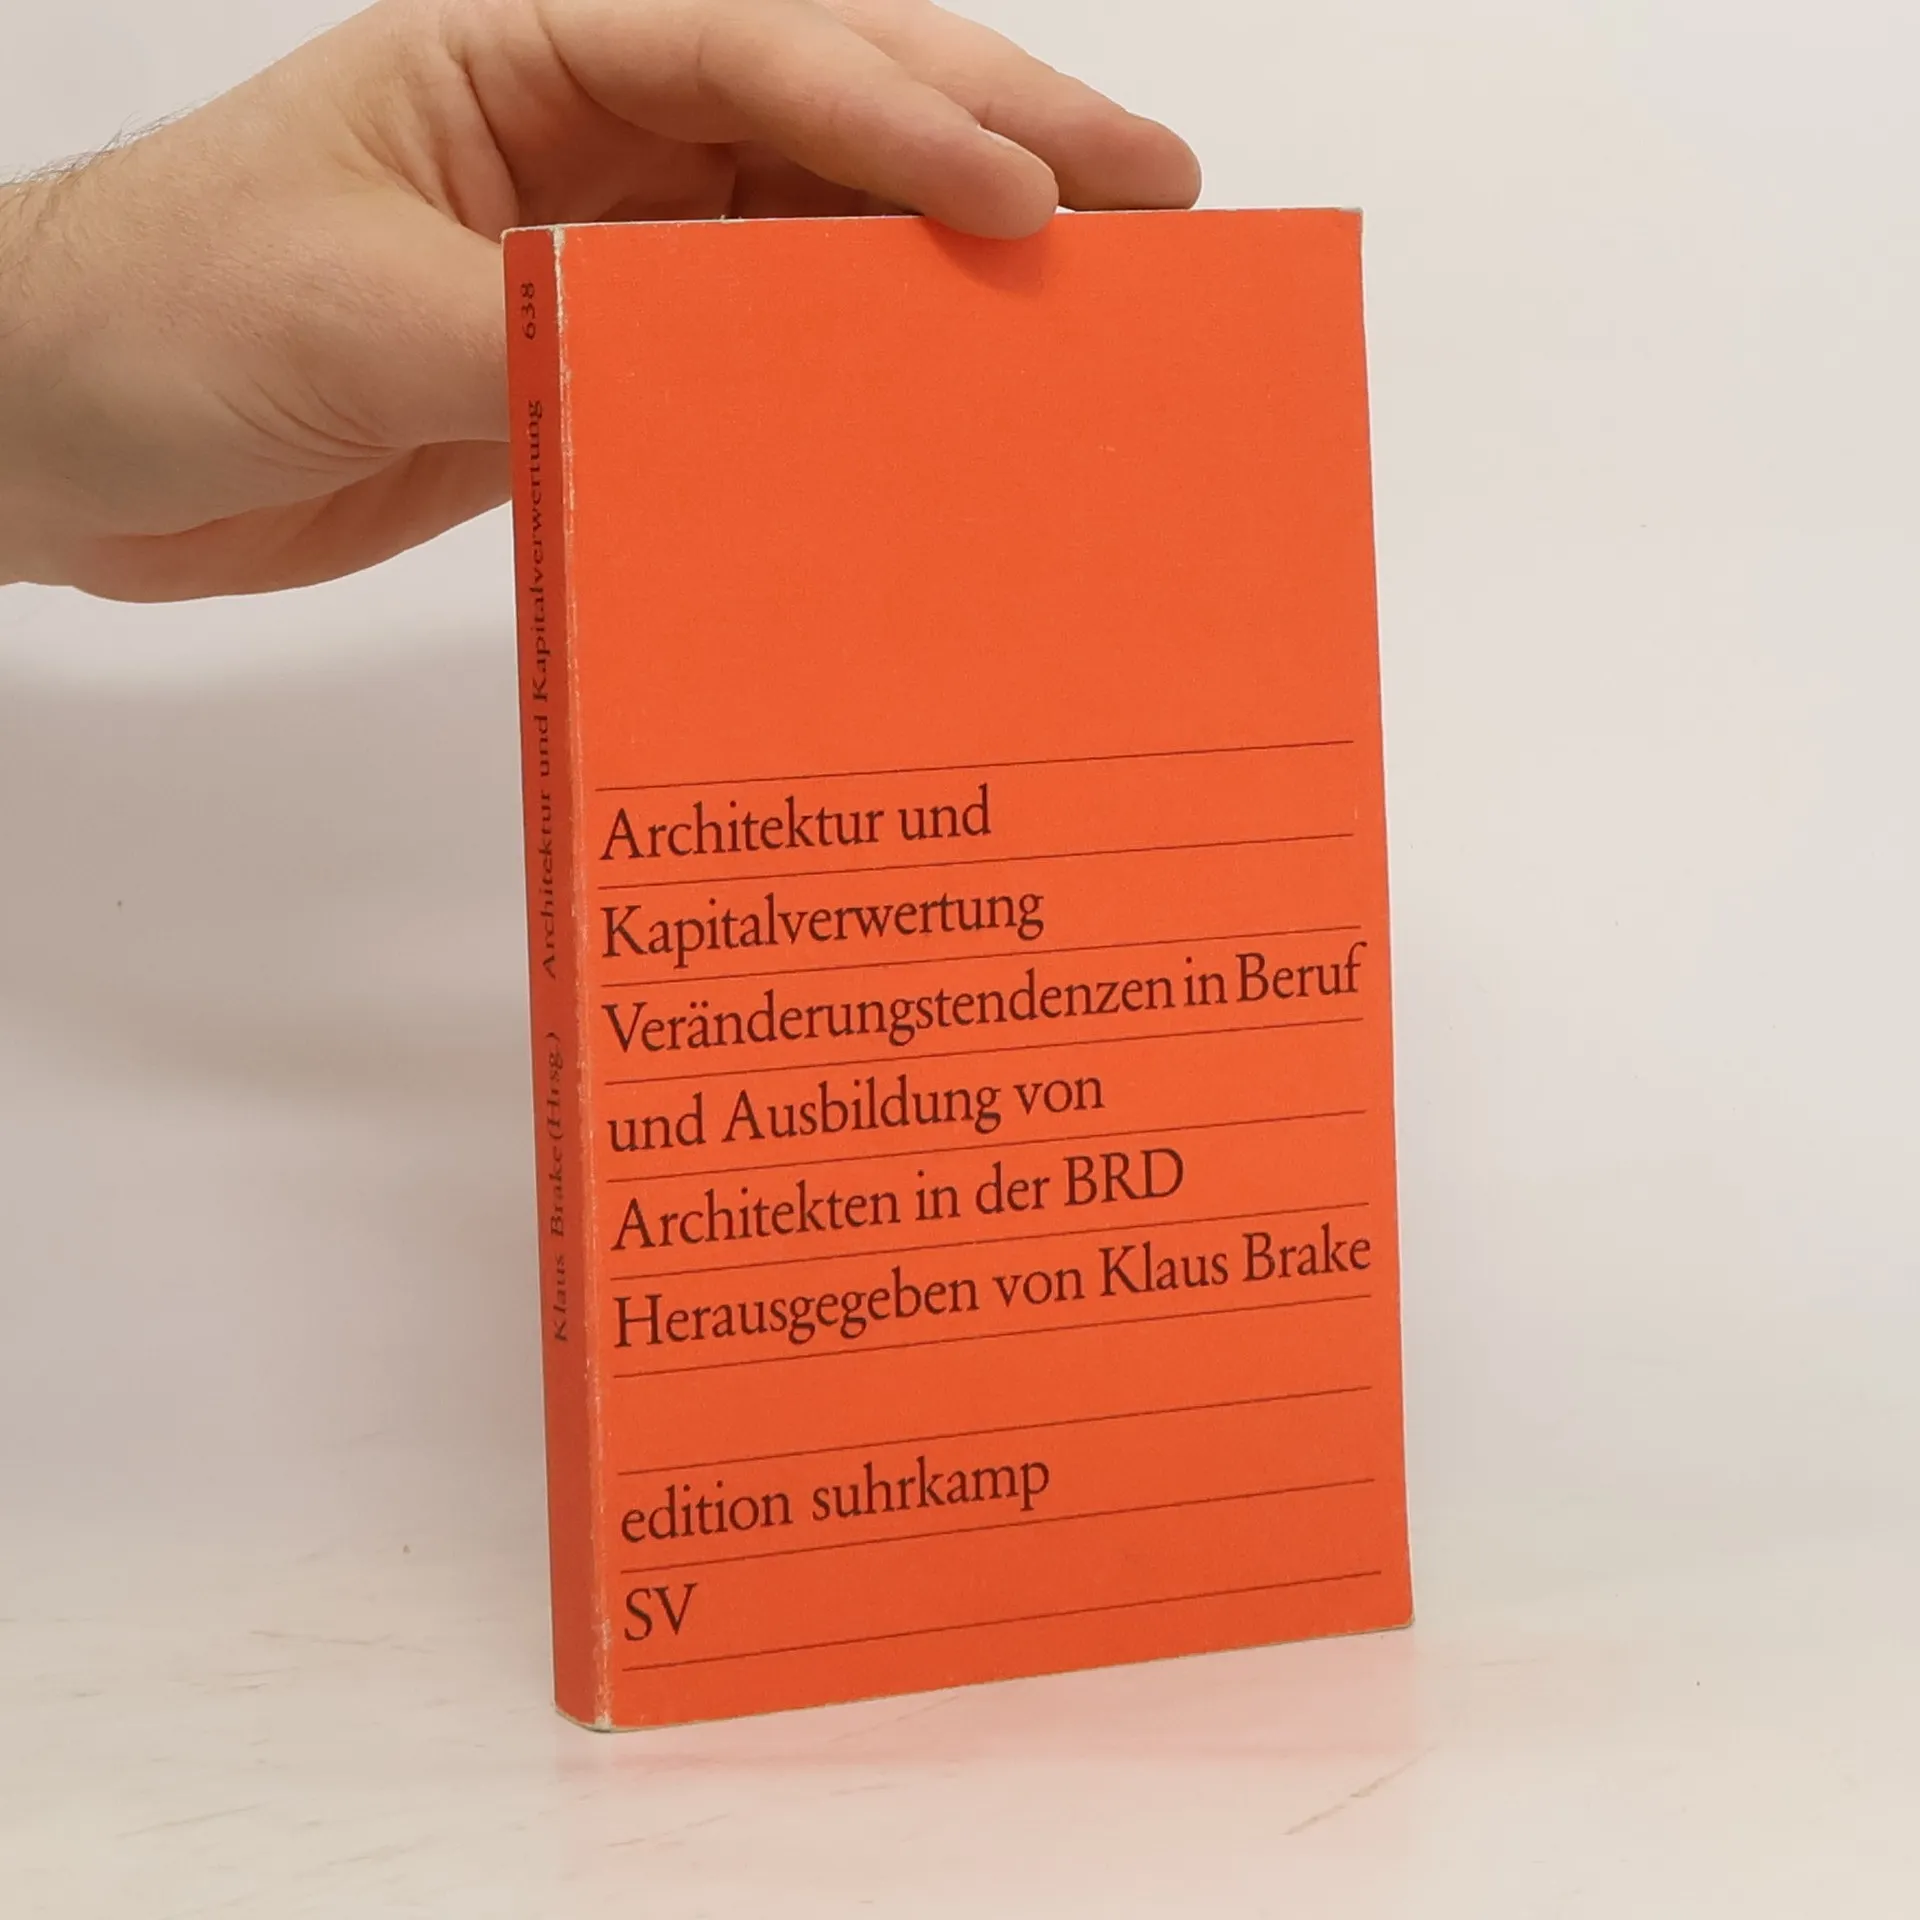 Klaus Brake (Hrsg.) Architektur und Kapitalverwertung 638
Architektur und
Kapitalverwertung
Veränderungstendenzen in Beruf
und Ausbildung von
Architekten in der BRD
Herausgegeben von Klaus Brake
edition suhrkamp
SV